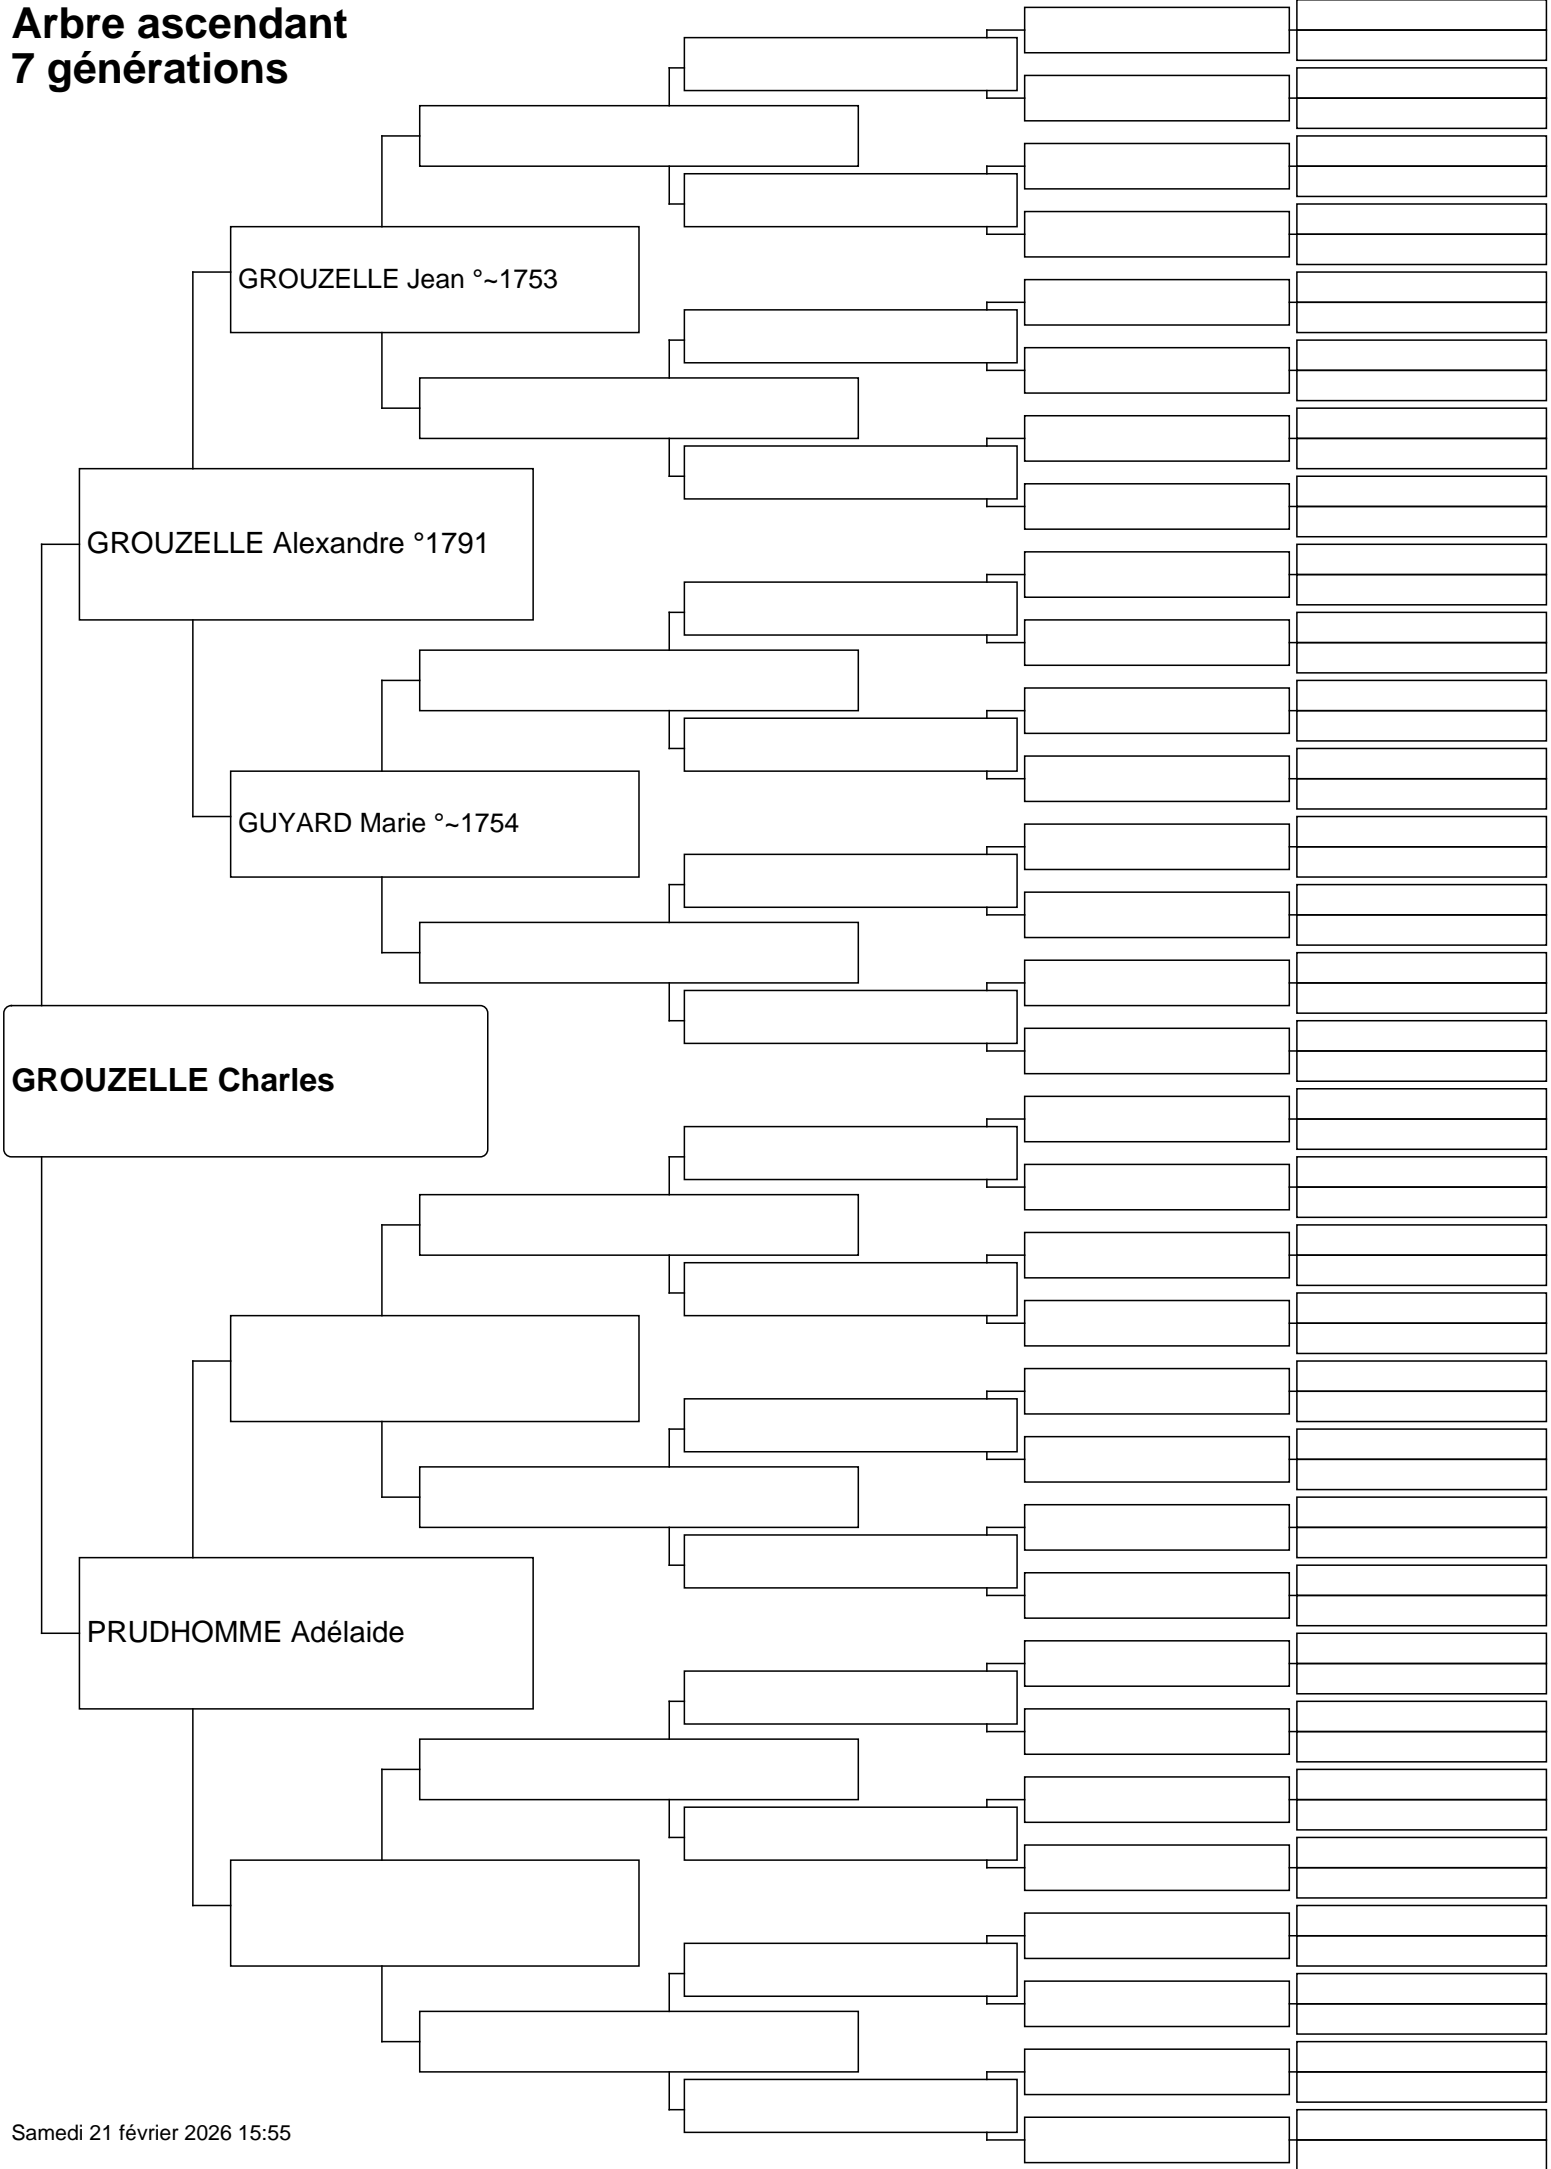 Arbre ascendant
7 générations
GROUZELLE Jean °~1753
GROUZELLE Alexandre °1791
GUYARD Marie °~1754
GROUZELLE Charles
PRUDHOMME Adélaide
Samedi 21 février 2026 15:55